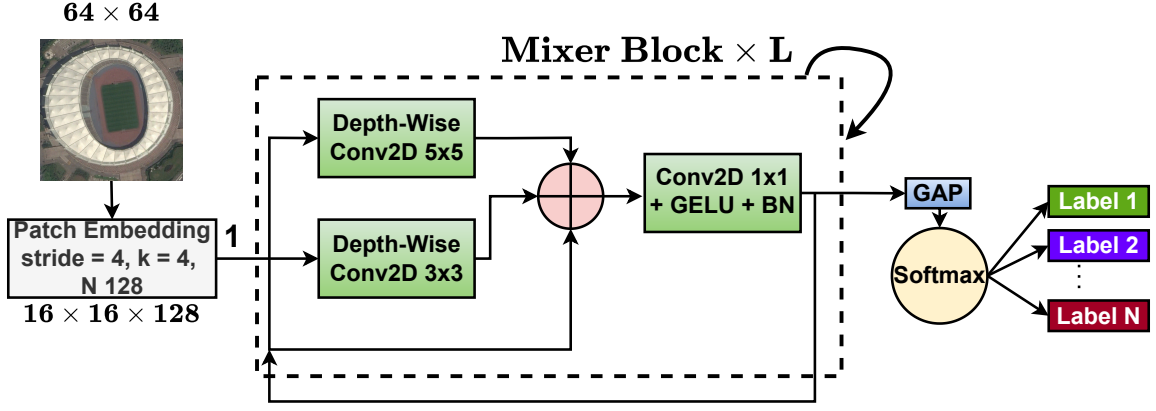 64 × 64
Mixer Block × L
Depth-Wise
Conv2D 5x5
Conv2D 1x1
+ GELU + BN
GAP
Label 1
Patch Embedding
stride = 4, k = 4,
N 128
1
Depth-Wise
Conv2D 3x3
Label 2
Softmax
⋮
Label N
16 × 16 × 128